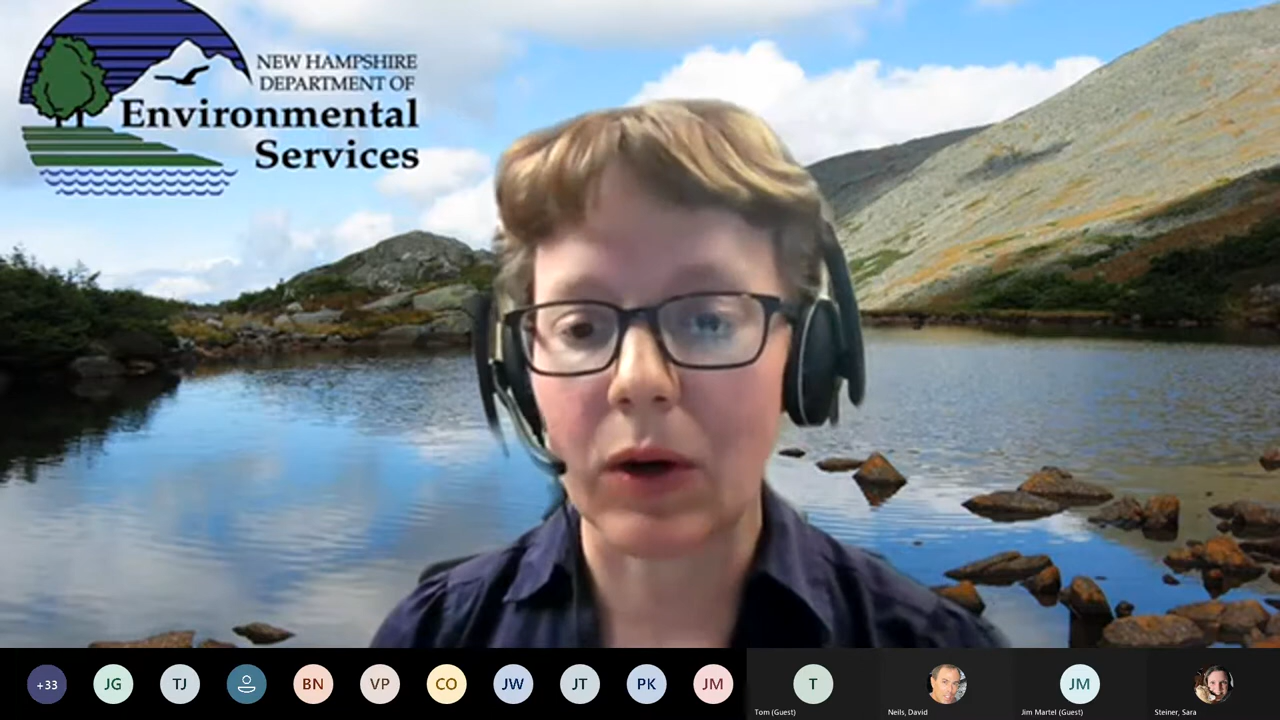 NEW HAMPSHIRE
DEPARTMENT OF
Environmental
Services
+33
JG
TJ
BN
VP
CO
JW
JT
PK
JM
T
JM
Tom (Guest)
Neils, David
Jim Martel (Guest)
Steiner, Sara